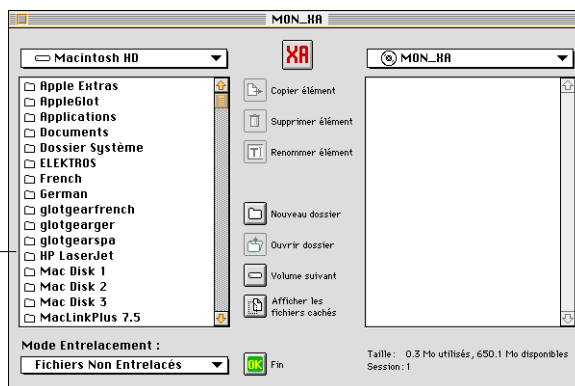 MON_XA
Macintosh HD
XA
MON_XA
Apple Extras
AppleGlot
Applications
Documents
Dossier Système
ELEKTROS
French
German
glotgearfrench
glotgearger
glotgearspa
HP LaserJet
Mac Disk 1
Mac Disk 2
Mac Disk 3
MacLinkPlus 7.5
Copier élément
Supprimer élément
Renommer élément
Nouveau dossier
Ouvrir dossier
Volume suivant
Afficher les
fichiers cachés
Mode Entrelacement :
Fichiers Non Entrelacés
OK
Fin
Taille : 0.3 Mo utilisés, 650.1 Mo disponibles
Session : 1